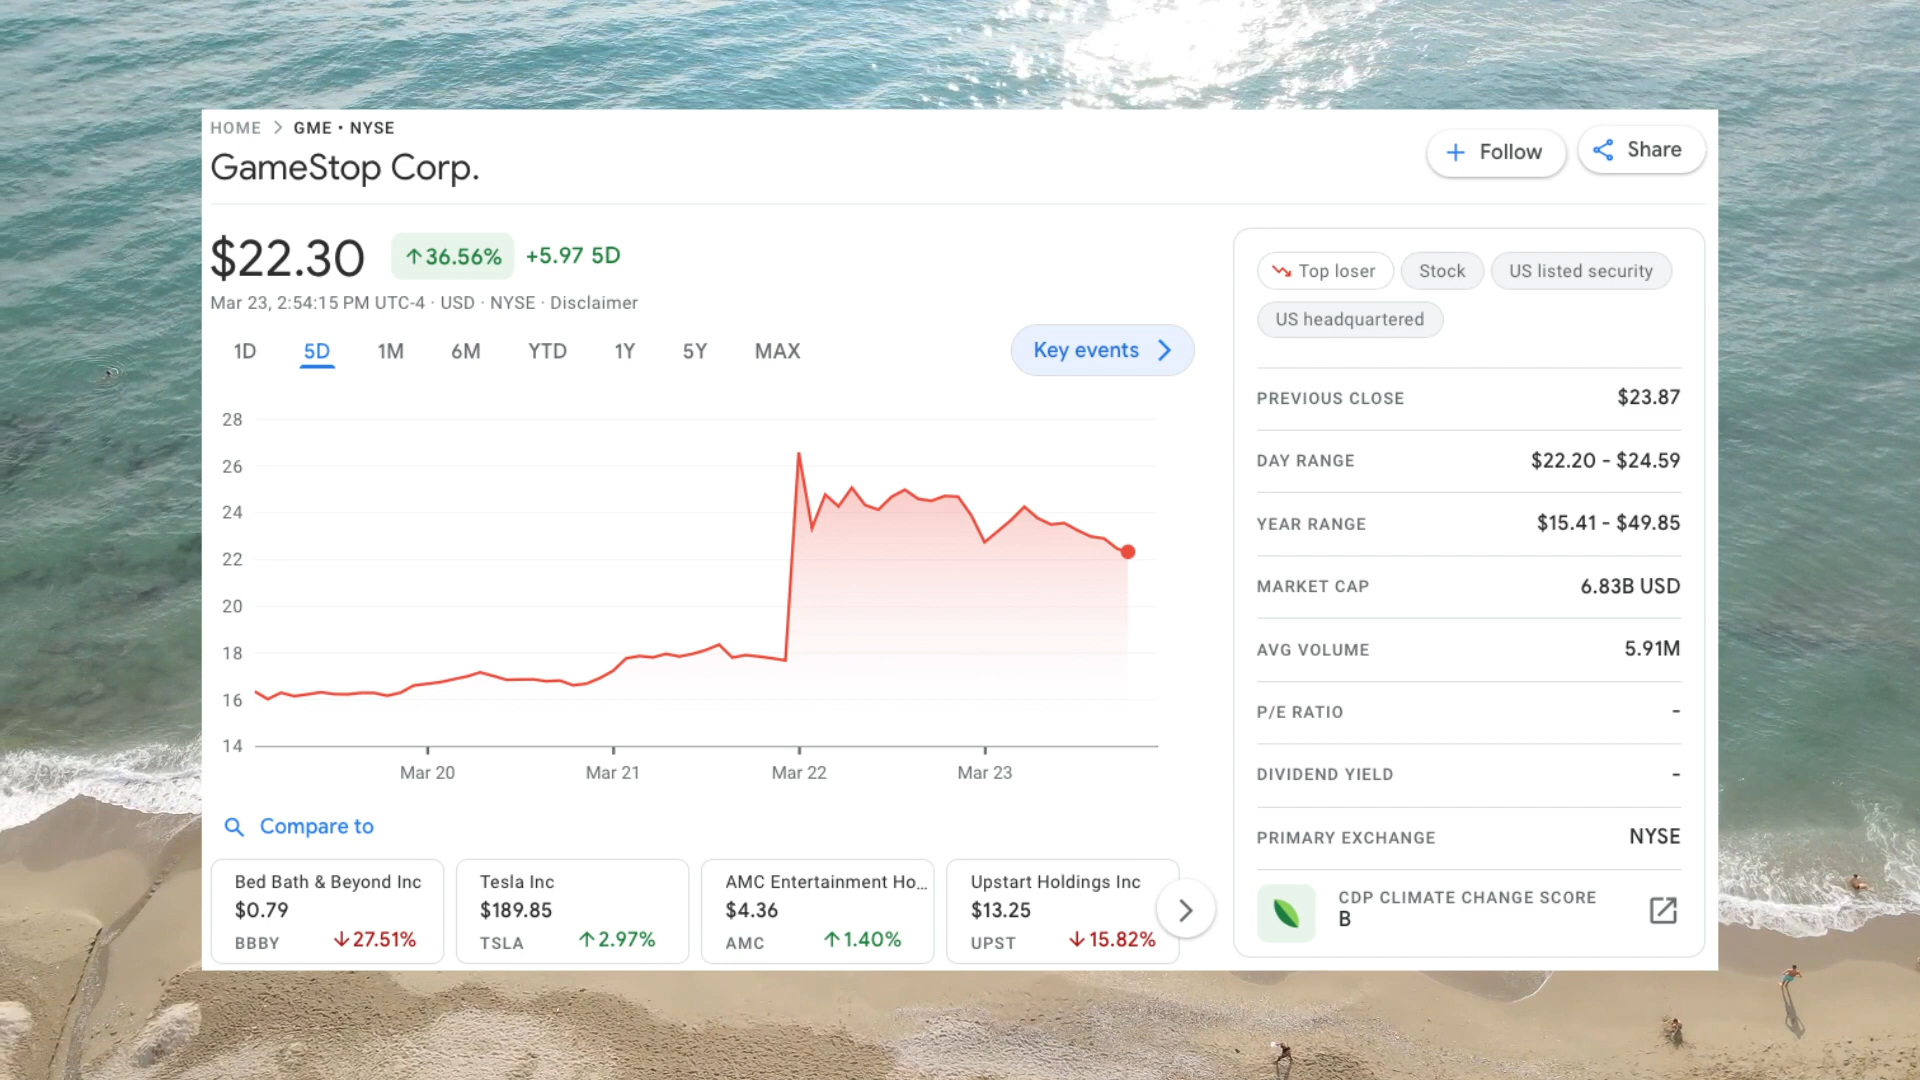 HOME > GME • NYSE
GameStop Corp.
+ Follow
Share
$22.30 ↑36.56% +5.97 5D
Mar 23, 2:54:15 PM UTC-4 · USD · NYSE · Disclaimer
1D 5D 1M 6M YTD 1Y 5Y MAX
Key events
28
26
24
22
20
18
16
14
Mar 20 Mar 21 Mar 22 Mar 23
Compare to
Bed Bath & Beyond Inc
$0.79
BBBY ↓27.51%
Tesla Inc
$189.85
TSLA ↑2.97%
AMC Entertainment Ho...
$4.36
AMC ↑1.40%
Upstart Holdings Inc
$13.25
UPST ↓15.82%
Top loser Stock US listed security
US headquartered
PREVIOUS CLOSE $23.87
DAY RANGE $22.20 - $24.59
YEAR RANGE $15.41 - $49.85
MARKET CAP 6.83B USD
AVG VOLUME 5.91M
P/E RATIO -
DIVIDEND YIELD -
PRIMARY EXCHANGE NYSE
CDP CLIMATE CHANGE SCORE
B